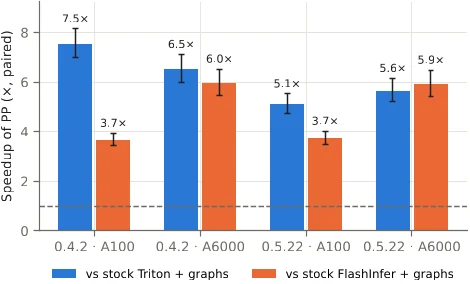 Speedup of PP (×, paired)
8
6
4
2
0
7.5×
3.7×
6.5×
6.0×
5.1×
3.7×
5.6×
5.9×
0.4.2 · A100
0.4.2 · A6000
0.5.22 · A100
0.5.22 · A6000
vs stock Triton + graphs
vs stock FlashInfer + graphs